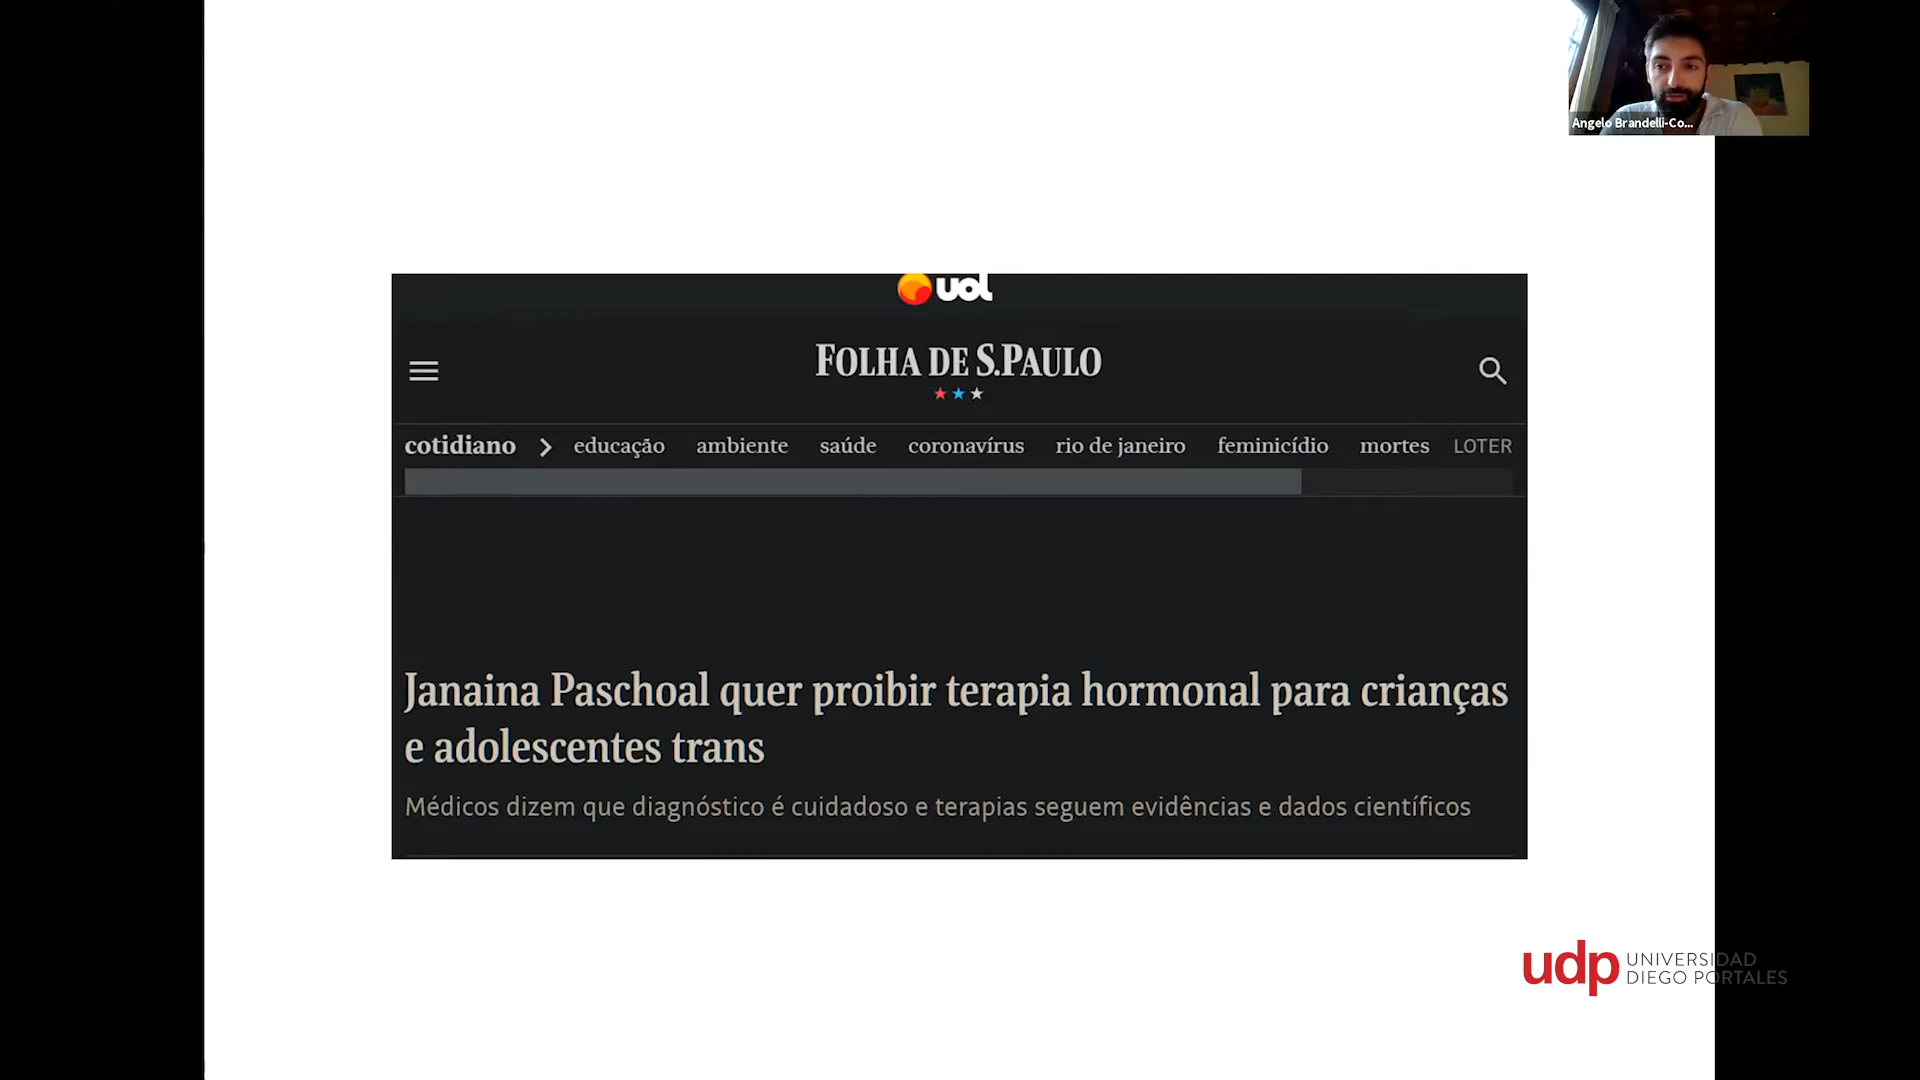 Angelo Brandelli-Co...
uol
FOLHA DE S.PAULO
cotidiano educação ambiente saúde coronavírus rio de janeiro feminicídio mortes LOTER
Janaina Paschoal quer proibir terapia hormonal para crianças
e adolescentes trans
Médicos dizem que diagnóstico é cuidadoso e terapias seguem evidências e dados científicos
udp UNIVERSIDAD
DIEGO PORTALES